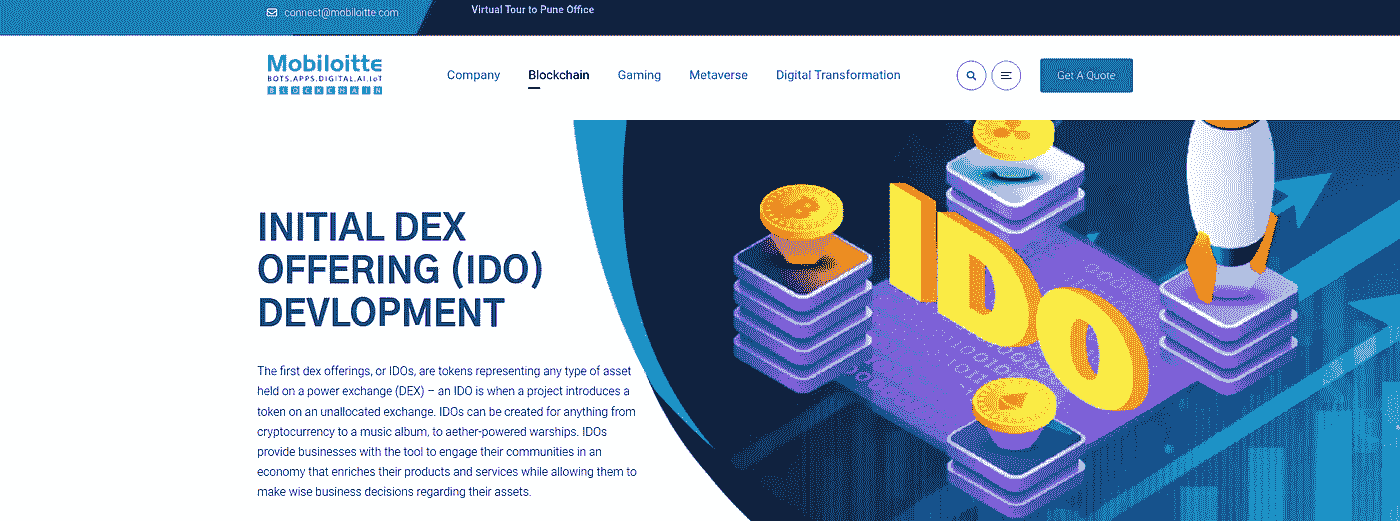 connect@mobiloitte.com
Virtual Tour to Pune Office
Mobiloitte
BOTS.APPS.DIGITAL.AI.IoT
BLOCKCHAIN
Company
Blockchain
Gaming
Metaverse
Digital Transformation
Get A Quote
INITIAL DEX
OFFERING (IDO)
DEVLOPMENT
The first dex offerings, or IDOs, are tokens representing any type of asset
held on a power exchange (DEX) – an IDO is when a project introduces a
token on an unallocated exchange. IDOs can be created for anything from
cryptocurrency to a music album, to aether-powered warships. IDOs
provide businesses with the tool to engage their communities in an
economy that enriches their products and services while allowing them to
make wise business decisions regarding their assets.
IDO